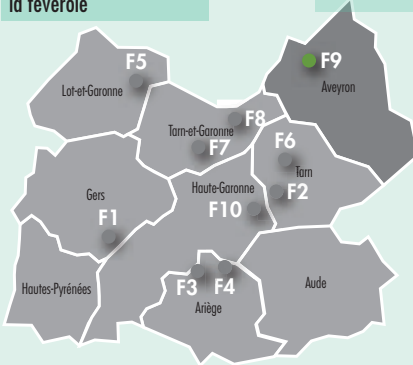 la féverole
F5
F9
Lot-et-Garonne
Aveyron
F8
Tarn-et-Garonne
F7
F6
Tarn
Gers
Haute-Garonne
F2
F10
F1
Hautes-Pyrénées
F3
F4
Aude
Ariège